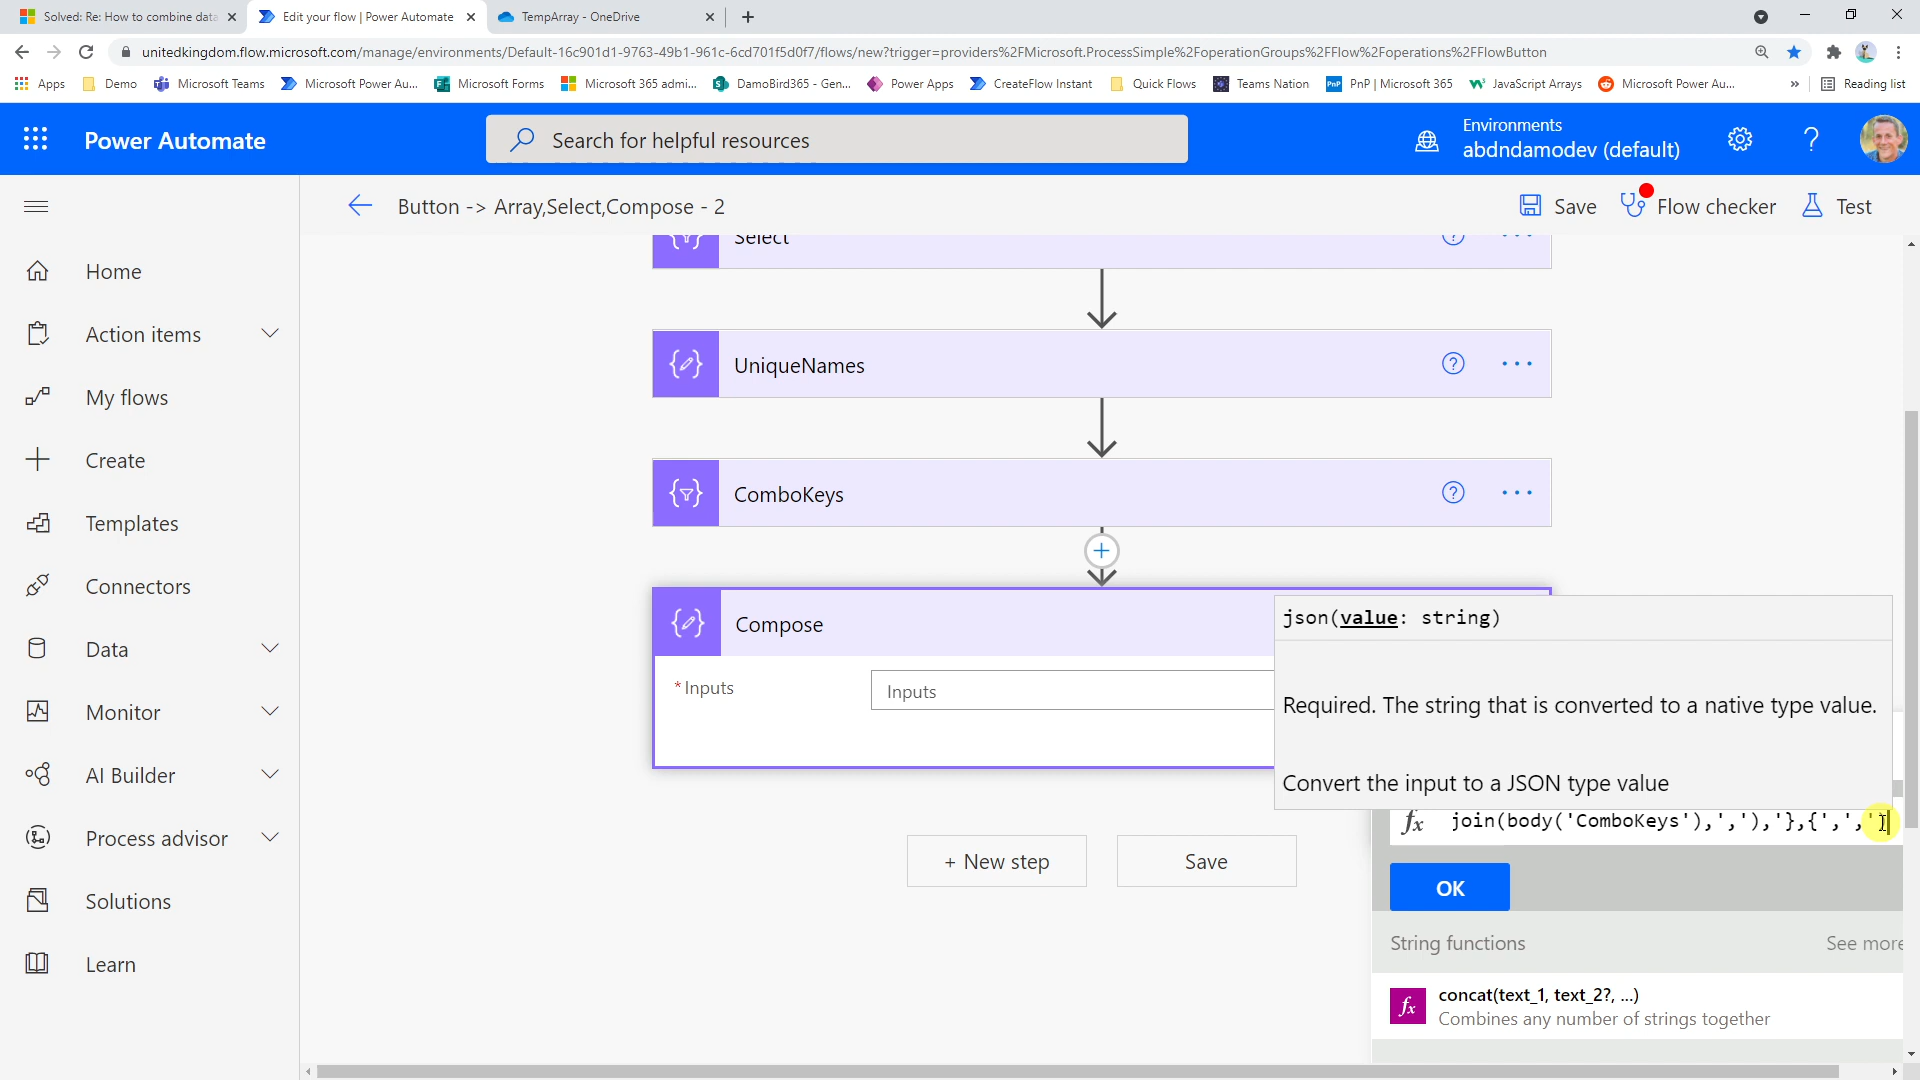 Solved: Re: How to combine data
Edit your flow | Power Automate
TempArray - OneDrive
unitedkingdom.flow.microsoft.com/manage/environments/Default-16c901d1-9763-49b1-961c-6cd701f5d0f7/flows/new?trigger=providers%2FMicrosoft.ProcessSimple%2FoperationGroups%2FFlow%2Foperations%2FFlowButton
Apps
Demo
Microsoft Teams
Microsoft Power Au...
Microsoft Forms
Microsoft 365 admi...
DamoBird365 - Gen...
Power Apps
CreateFlow Instant
Quick Flows
Teams Nation
PnP | Microsoft 365
JavaScript Arrays
Microsoft Power Au...
»
Reading list
Power Automate
Search for helpful resources
Environments
abdndamodev (default)
Button -> Array,Select,Compose - 2
Save
Flow checker
Test
Home
Action items
My flows
Create
Templates
Connectors
Data
Monitor
AI Builder
Process advisor
Solutions
Learn
Select
UniqueNames
ComboKeys
Compose
* Inputs
Inputs
json(value: string)
Required. The string that is converted to a native type value.
Convert the input to a JSON type value
fx join(body('ComboKeys'),','),'},{',','
OK
+ New step
Save
String functions
See more
fx concat(text_1, text_2?, ...)
Combines any number of strings together